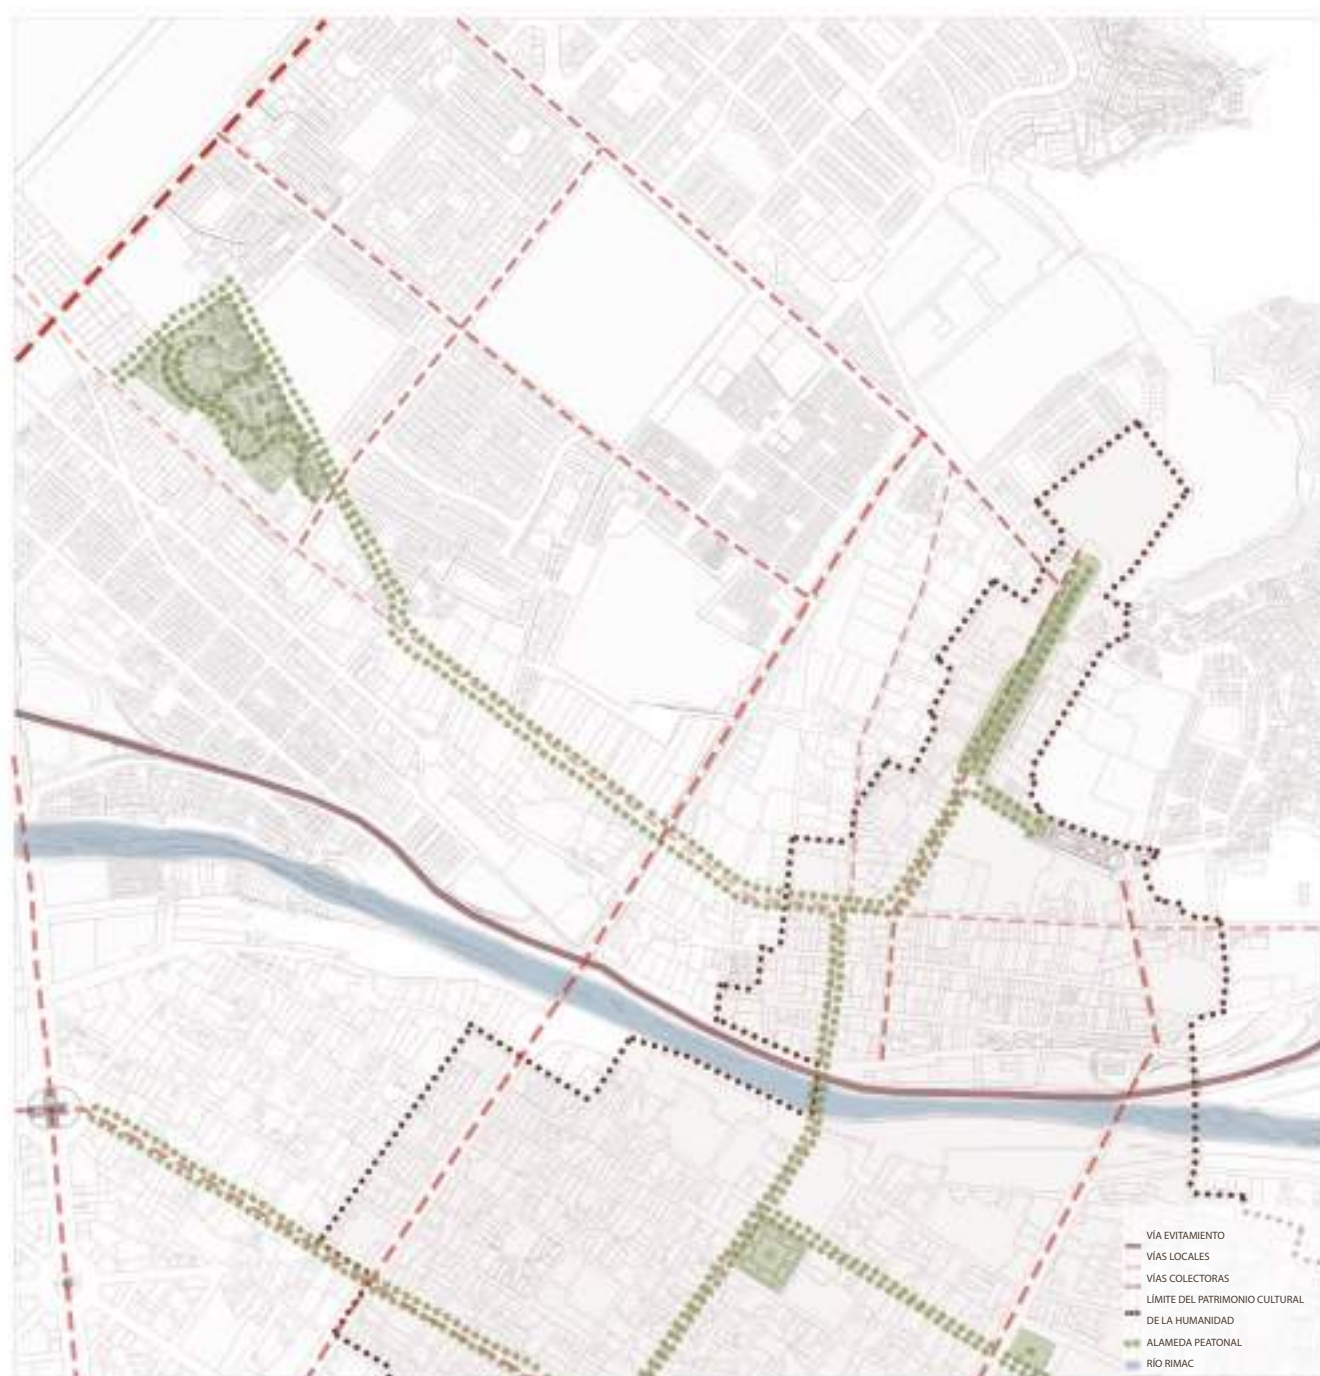 VÍA EVITAMIENTO
VÍAS LOCALES
VÍAS COLECTORAS
LÍMITE DEL PATRIMONIO CULTURAL
DE LA HUMANIDAD
ALAMEDA PEATONAL
RÍO RIMAC